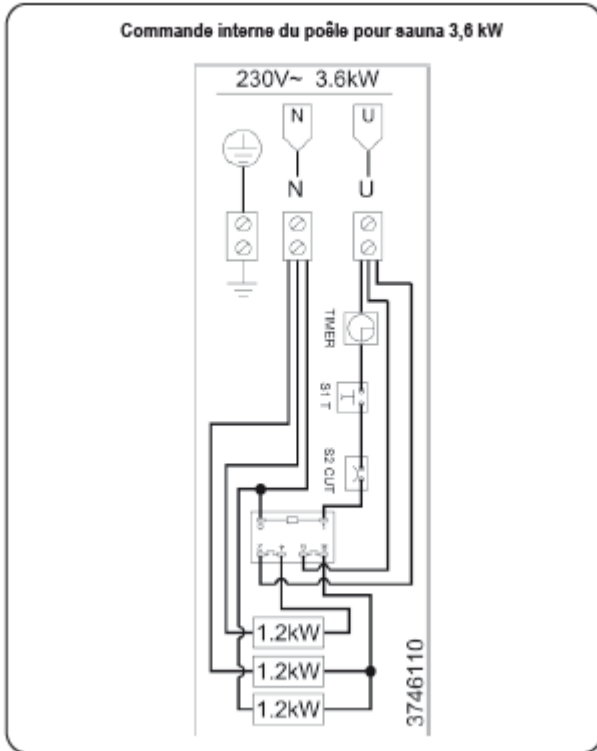 Commande interne du poêle pour sauna 3,6 kW
230V~ 3.6kW
N
U
N
U
TIMER
S1 T
S2 CUT
1.2kW
1.2kW
1.2kW
3746110